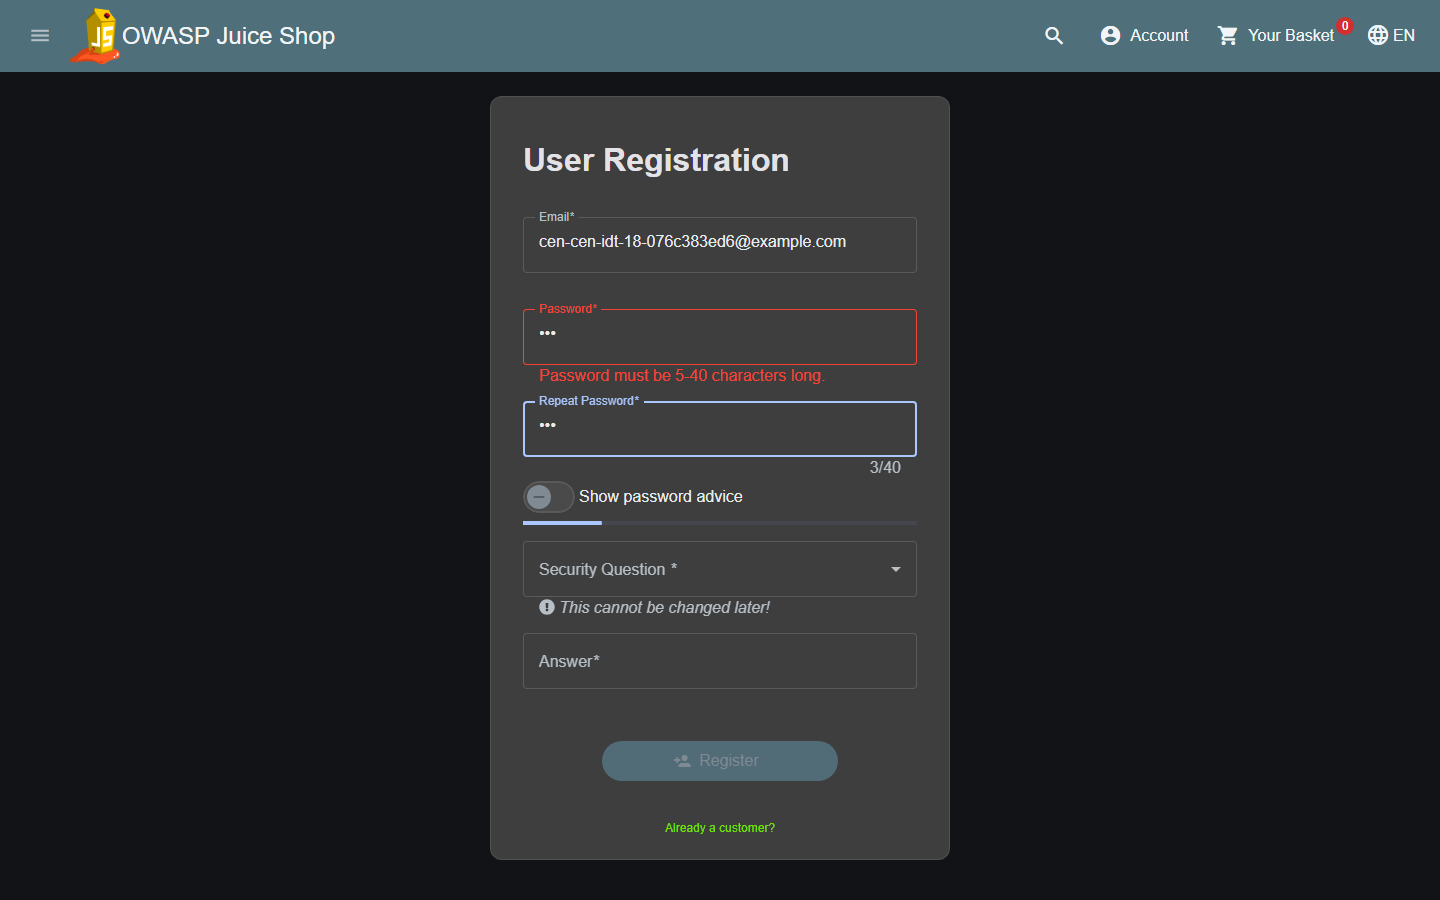 OWASP Juice Shop
Account
Your Basket
0
EN
User Registration
Email*
cen-cen-idt-18-076c383ed6@example.com
Password*
•••
Password must be 5-40 characters long.
Repeat Password*
•••
3/40
Show password advice
Security Question *
This cannot be changed later!
Answer*
Register
Already a customer?